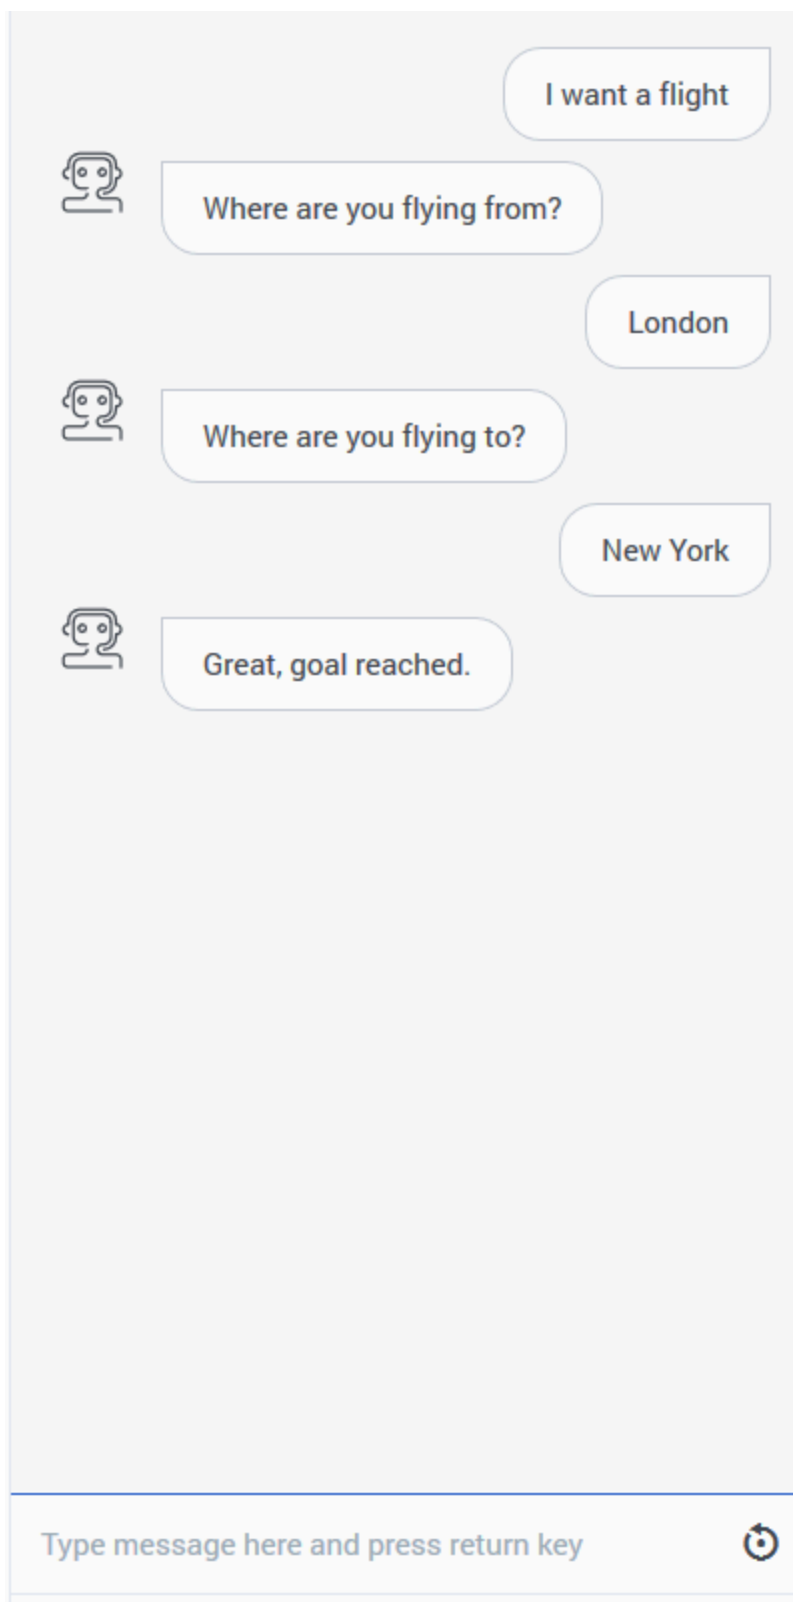 I want a flight
Where are you flying from?
London
Where are you flying to?
New York
Great, goal reached.
Type message here and press return key